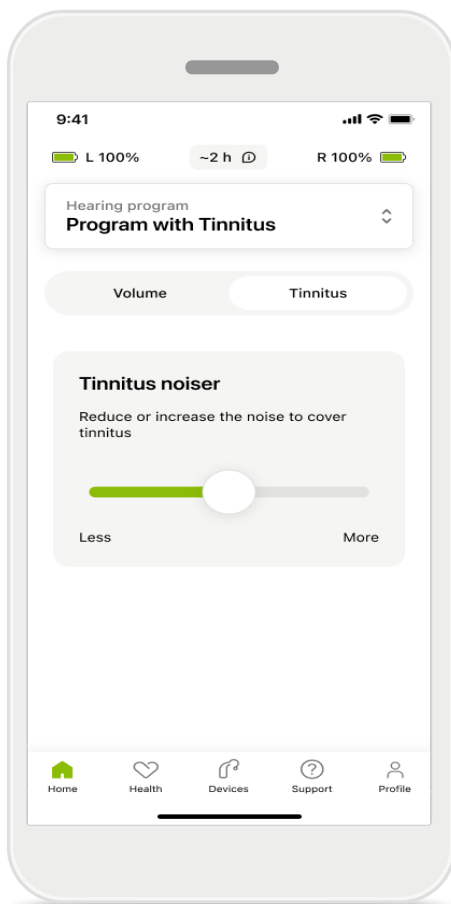 9:41
L 100%
~2 h
R 100%
Hearing program
Program with Tinnitus
Volume
Tinnitus
Tinnitus noiser
Reduce or increase the noise to cover
tinnitus
Less
More
Home
Health
Devices
Support
Profile